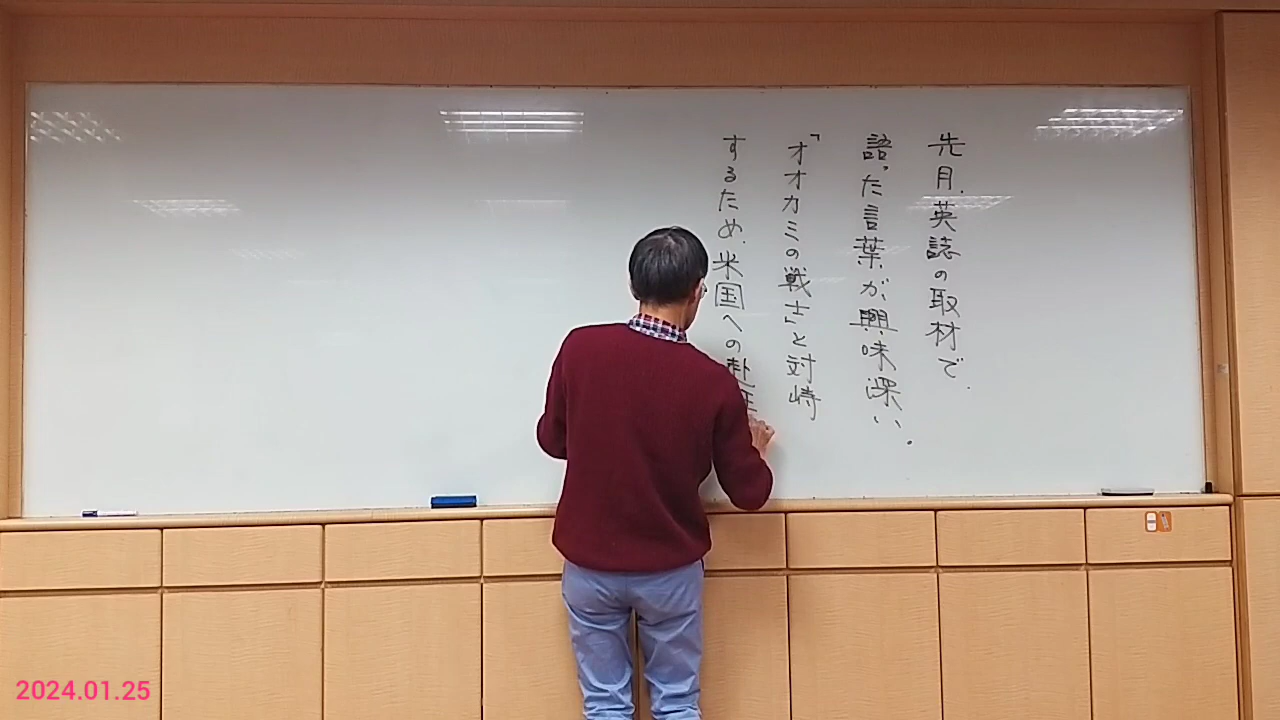 先月、英誌の取材で、
語った言葉が、興味深い。
「オオカミの戦士」と対峙
するため、米国への赴任
2024.01.25